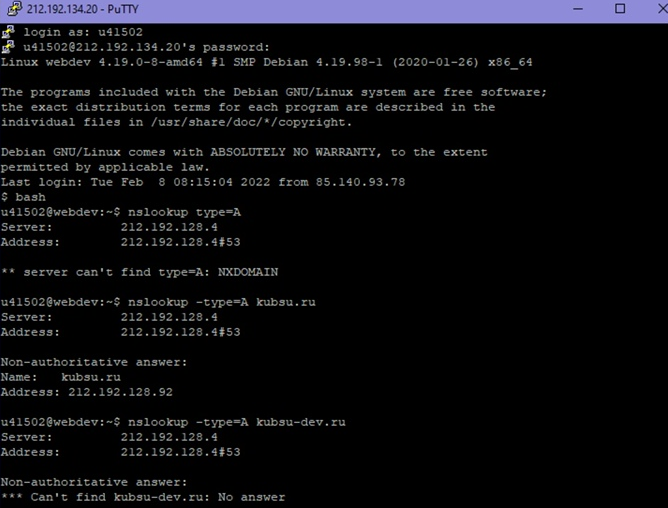 212.192.134.20 - PuTTY
login as: u41502
u41502@212.192.134.20's password:
Linux webdev 4.19.0-8-amd64 #1 SMP Debian 4.19.98-1 (2020-01-26) x86_64
The programs included with the Debian GNU/Linux system are free software;
the exact distribution terms for each program are described in the
individual files in /usr/share/doc/*/copyright.
Debian GNU/Linux comes with ABSOLUTELY NO WARRANTY, to the extent
permitted by applicable law.
Last login: Tue Feb  8 08:15:04 2022 from 85.140.93.78
$ bash
u41502@webdev:~$ nslookup type=A
Server:         212.192.128.4
Address:        212.192.128.4#53
** server can't find type=A: NXDOMAIN
u41502@webdev:~$ nslookup -type=A kubsu.ru
Server:         212.192.128.4
Address:        212.192.128.4#53
Non-authoritative answer:
Name:   kubsu.ru
Address: 212.192.128.92
u41502@webdev:~$ nslookup -type=A kubsu-dev.ru
Server:         212.192.128.4
Address:        212.192.128.4#53
Non-authoritative answer:
*** Can't find kubsu-dev.ru: No answer